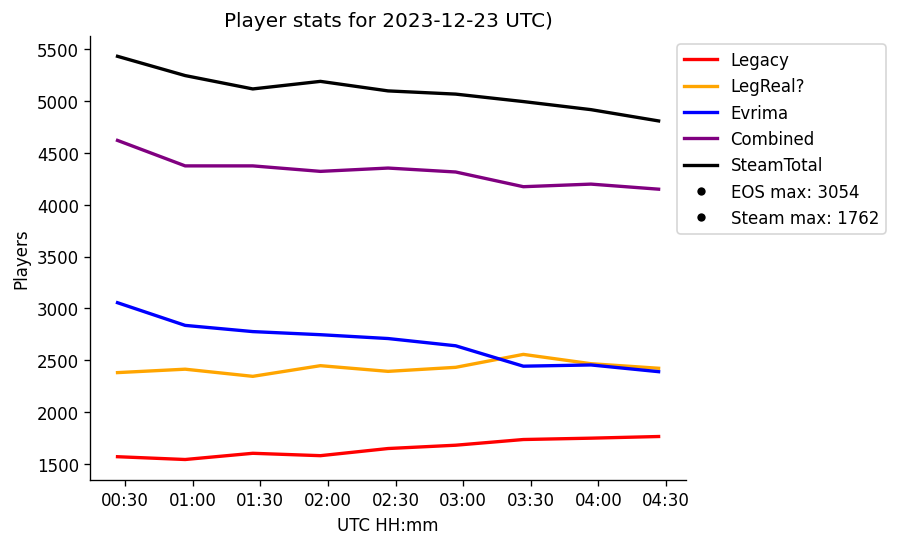 Player stats for 2023-12-23 UTC)
5500
5000
4500
4000
3500
3000
2500
2000
1500
Players
00:30 01:00 01:30 02:00 02:30 03:00 03:30 04:00 04:30
UTC HH:mm
Legacy
LegReal?
Evrima
Combined
SteamTotal
EOS max: 3054
Steam max: 1762